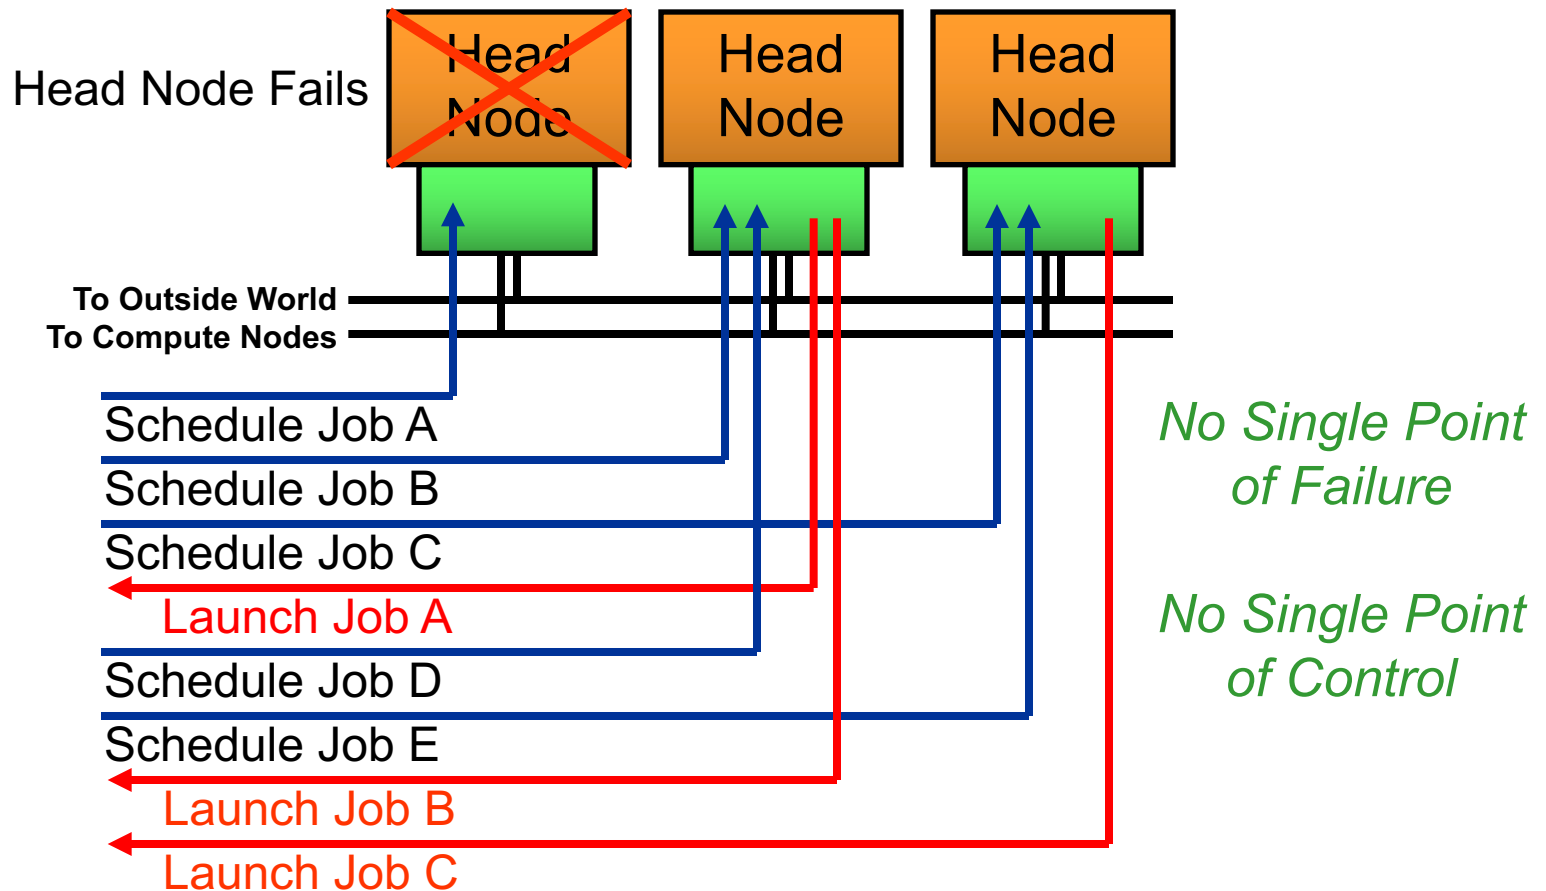 Head Node Fails
Head
Node
Head
Node
Head
Node
To Outside World
To Compute Nodes
Schedule Job A
Schedule Job B
Schedule Job C
Launch Job A
Schedule Job D
Schedule Job E
Launch Job B
Launch Job C
No Single Point
of Failure
No Single Point
of Control